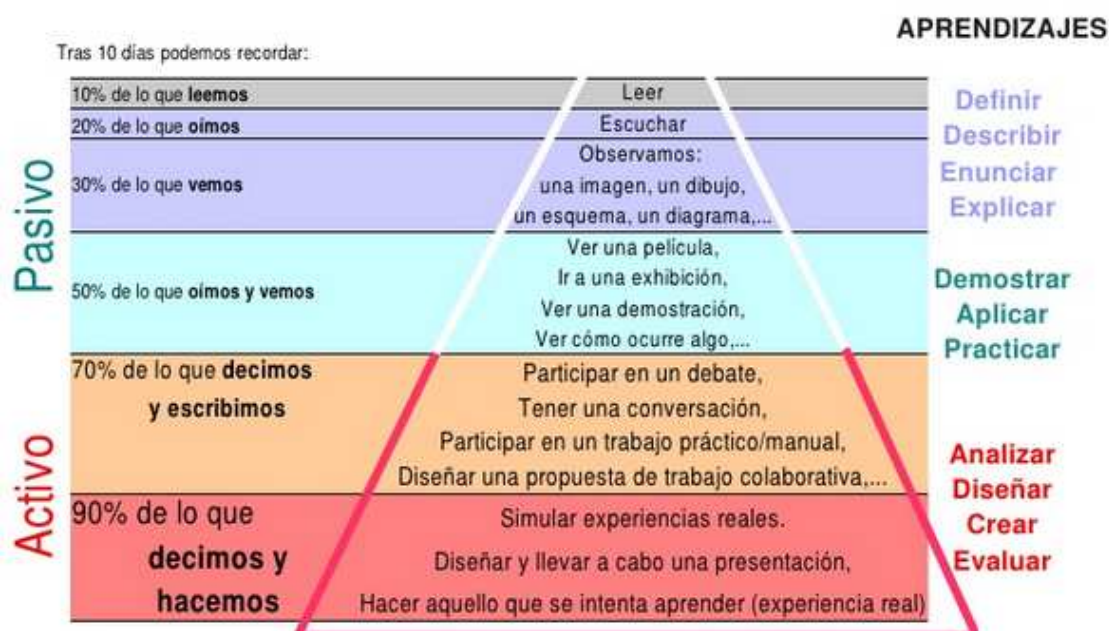 APRENDIZAJES
Tras 10 días podemos recordar:
Pasivo
10% de lo que leemos
Leer
20% de lo que oímos
Escuchar
30% de lo que vemos
Observamos:
una imagen, un dibujo,
un esquema, un diagrama,...
Definir
Describir
Enunciar
Explicar
50% de lo que oímos y vemos
Ver una película,
Ir a una exhibición,
Ver una demostración,
Ver cómo ocurre algo,...
Demostrar
Aplicar
Practicar
Activo
70% de lo que decimos
y escribimos
Participar en un debate,
Tener una conversación,
Participar en un trabajo práctico/manual,
Diseñar una propuesta de trabajo colaborativa,...
90% de lo que
decimos y
hacemos
Simular experiencias reales.
Diseñar y llevar a cabo una presentación,
Hacer aquello que se intenta aprender (experiencia real)
Analizar
Diseñar
Crear
Evaluar